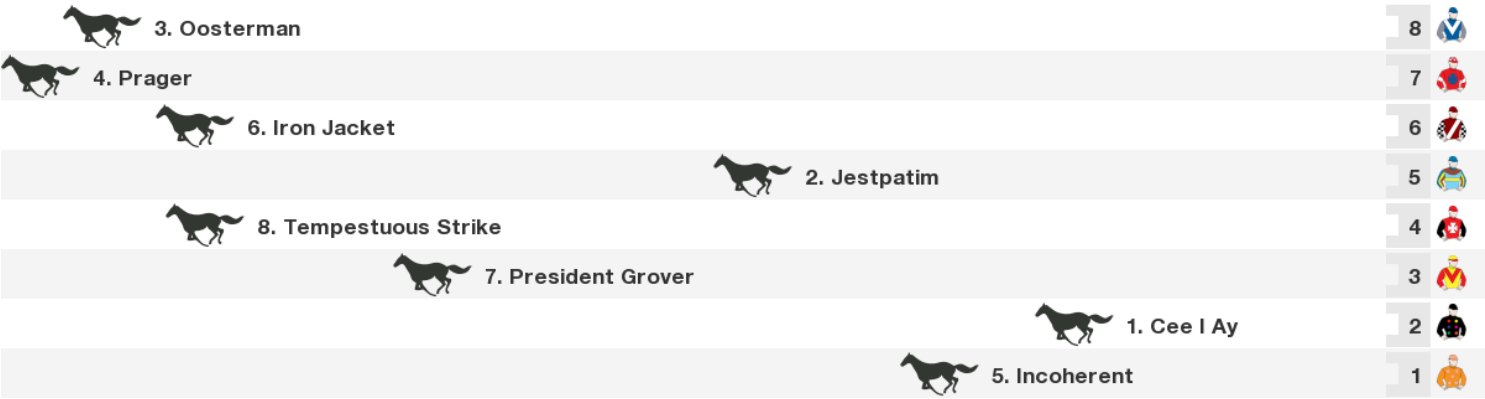 3. Oosterman 8
4. Prager 7
6. Iron Jacket 6
2. Jestpatim 5
8. Tempestuous Strike 4
7. President Grover 3
1. Cee I Ay 2
5. Incoherent 1